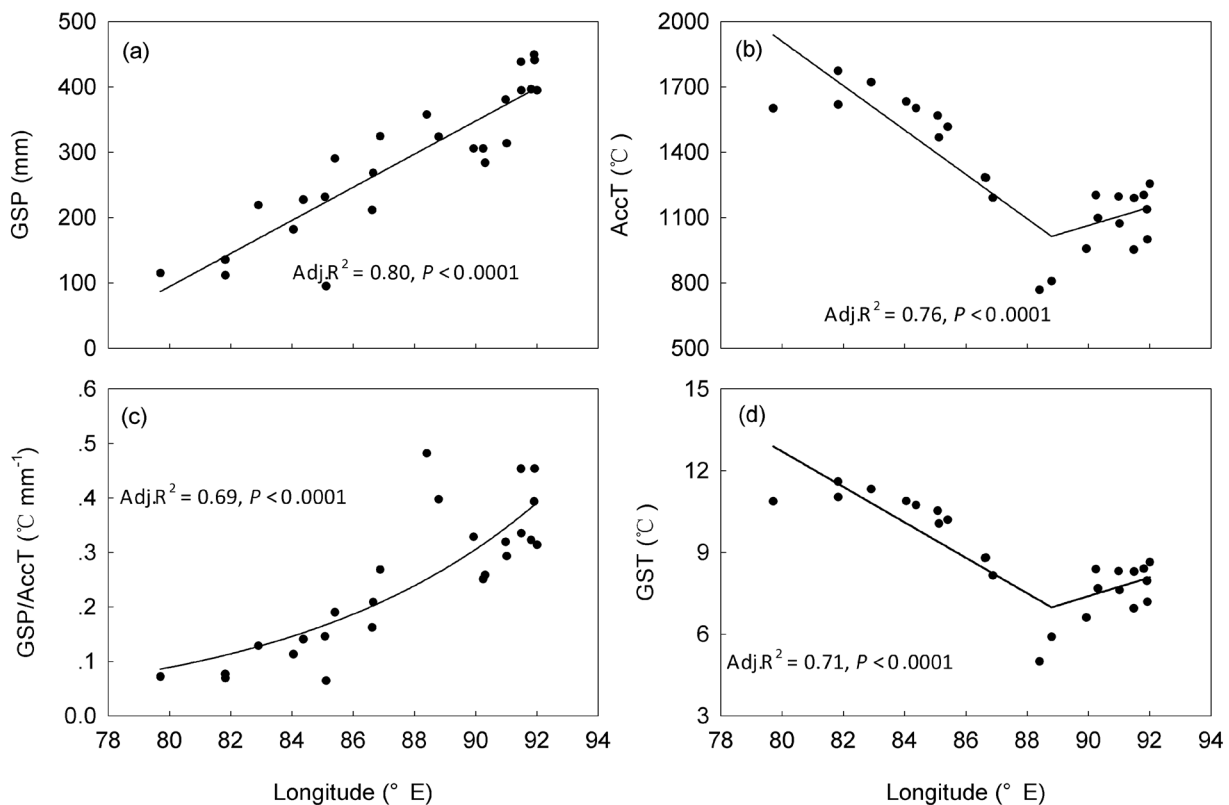 500
400
300
200
100
0
GSP (mm)
(a)
Adj.R² = 0.80, P < 0.0001
2000
1700
1400
1100
800
500
AccT (℃)
(b)
Adj.R² = 0.76, P < 0.0001
.6
.5
.4
.3
.2
.1
0.0
GSP/AccT (℃ mm⁻¹)
(c)
Adj.R² = 0.69, P < 0.0001
78 80 82 84 86 88 90 92 94
Longitude (° E)
15
12
9
6
3
GST (℃)
(d)
Adj.R² = 0.71, P < 0.0001
78 80 82 84 86 88 90 92 94
Longitude (° E)